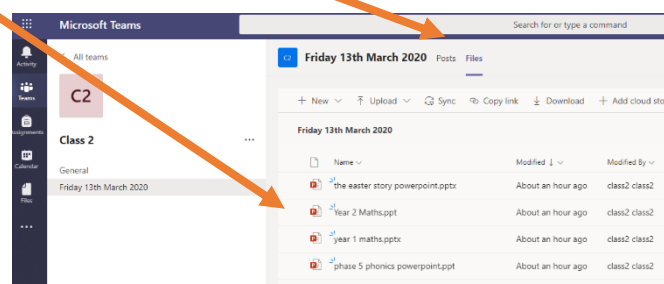 Microsoft Teams
Search for or type a command
Activity
Teams
Assignments
Calendar
Files
All teams
C2
Class 2
General
Friday 13th March 2020
C2 Friday 13th March 2020 Posts Files
New Upload Sync Copy link Download Add cloud sto
Friday 13th March 2020
Name Modified Modified By
the easter story powerpoint.pptx About an hour ago class2 class2
Year 2 Maths.ppt About an hour ago class2 class2
year 1 maths.pptx About an hour ago class2 class2
phase 5 phonics powerpoint.ppt About an hour ago class2 class2